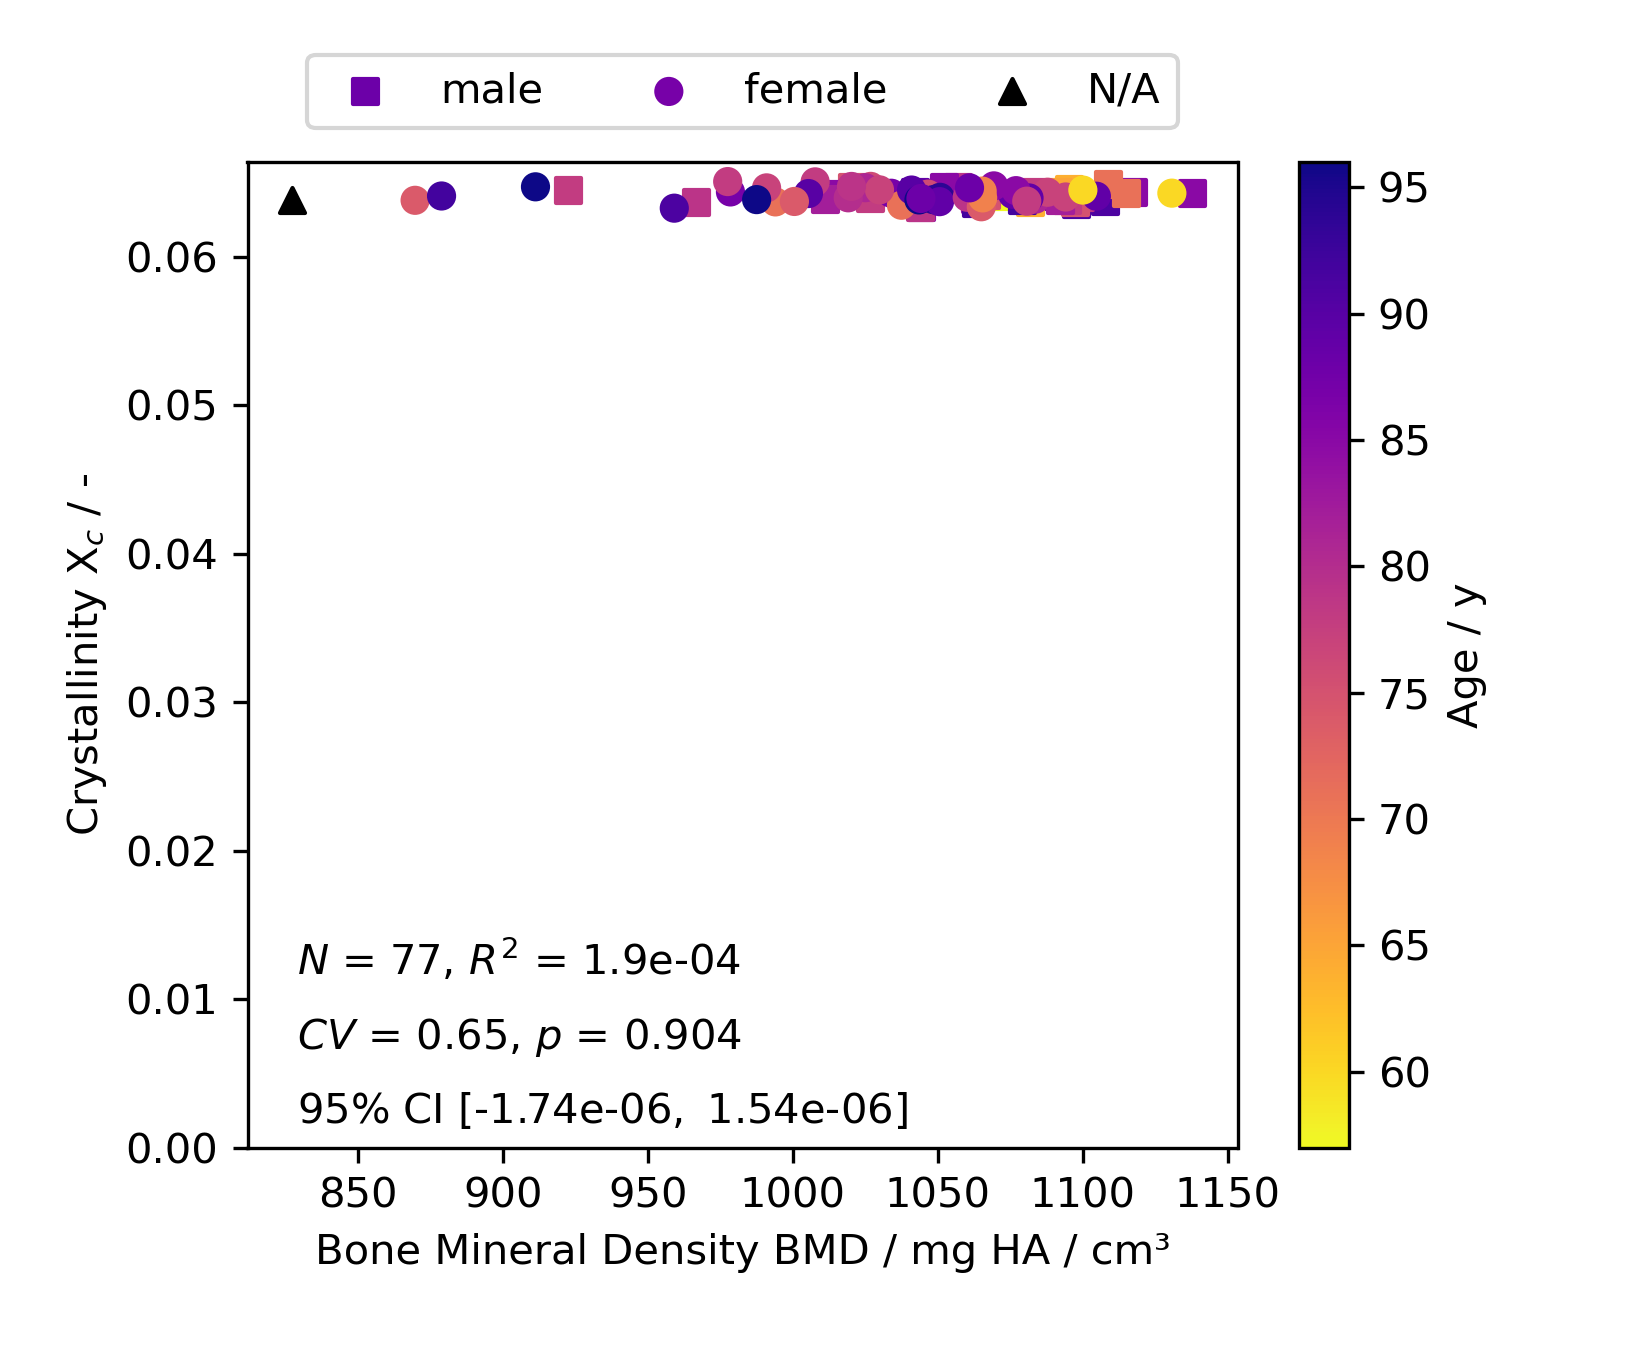 male female N/A
Crystallinity X_c / -
0.06
0.05
0.04
0.03
0.02
0.01
0.00
N = 77, R² = 1.9e-04
CV = 0.65, p = 0.904
95% CI [-1.74e-06, 1.54e-06]
850 900 950 1000 1050 1100 1150
Bone Mineral Density BMD / mg HA / cm³
95
90
85
80
75
70
65
60
Age / y